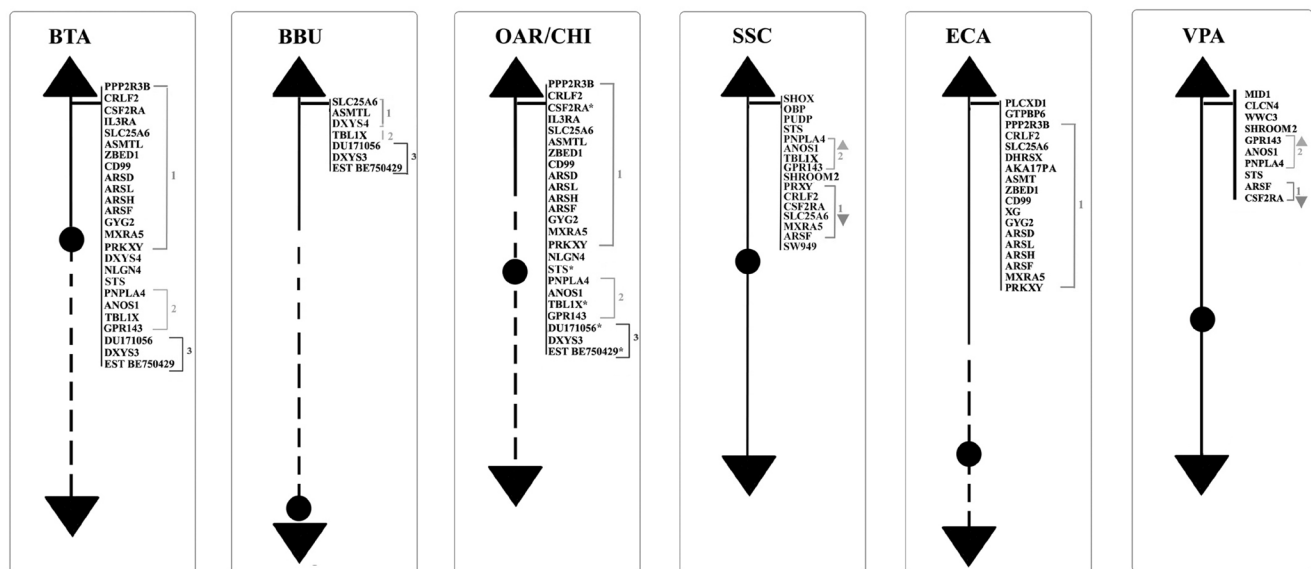 BTA
PPP2R3B
CRLF2
CSF2RA
IL3RA
SLC25A6
ASMTL
ZBED1
CD99
ARSD
ARSL
ARSH
ARSF
GYG2
MXRA5
PRKXY
DXYS4
NLGN4
STS
PNPLA4
ANOS1
TBL1X
GPR143
DU171056
DXYS3
EST BE750429
1
2
3
BBU
SLC25A6
ASMTL
DXYS4
TBL1X
DU171056
DXYS3
EST BE750429
1
2
3
OAR/CHI
PPP2R3B
CRLF2
CSF2RA*
IL3RA
SLC25A6
ASMTL
ZBED1
CD99
ARSD
ARSL
ARSH
ARSF
GYG2
MXRA5
PRKXY
NLGN4
STS*
PNPLA4
ANOS1
TBL1X*
GPR143
DU171056*
DXYS3
EST BE750429*
1
2
3
SSC
SHOX
OBP
PUDP
STS
PNPLA4
ANOS1
TBL1X
GPR143
SHROOM2
PRXY
CRLF2
CSF2RA
SLC25A6
MXRA5
ARSF
SW949
2
1
ECA
PLCXD1
GTPBP6
PPP2R3B
CRLF2
SLC25A6
DHRSX
AKA17PA
ASMT
ZBED1
CD99
XG
GYG2
ARSD
ARSL
ARSH
ARSF
MXRA5
PRKXY
1
VPA
MID1
CLCN4
WWC3
SHROOM2
GPR143
ANOS1
PNPLA4
STS
ARSF
CSF2RA
2
1